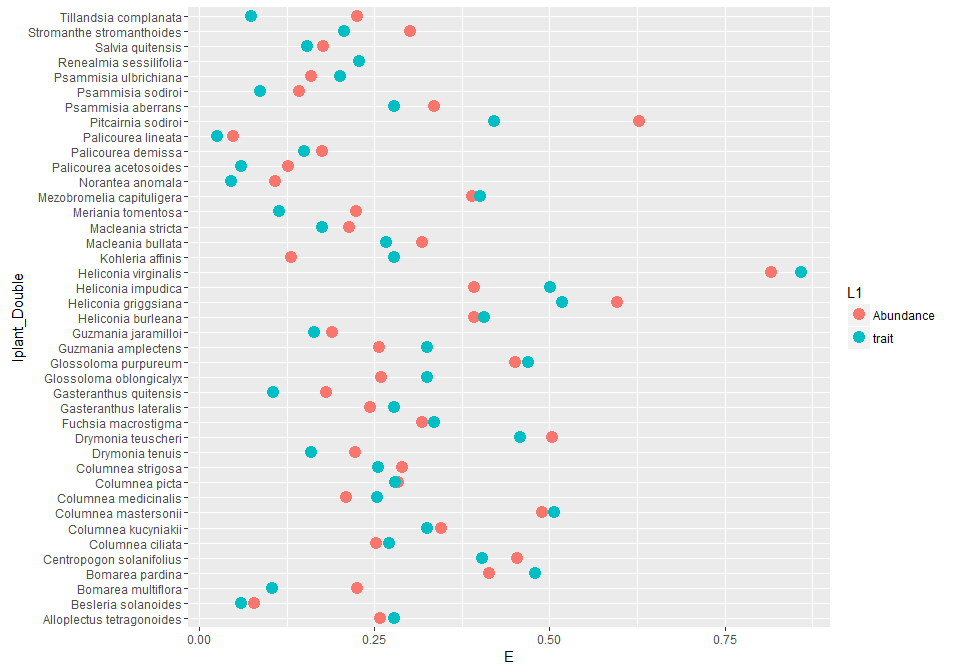 Tillandsia complanata
Stromanthe stromanthoides
Salvia quitensis
Renealmia sessilifolia
Psammisia ulbrichiana
Psammisia sodiroi
Psammisia aberrans
Pitcairnia sodiroi
Palicourea lineata
Palicourea demissa
Palicourea acetosoides
Norantea anomala
Mezobromelia capituligera
Meriania tomentosa
Macleania stricta
Macleania bullata
Kohleria affinis
Heliconia virginalis
Heliconia impudica
Heliconia griggsiana
Heliconia burleana
Guzmania jaramilloi
Guzmania amplectens
Glossoloma purpureum
Glossoloma oblongicalyx
Gasteranthus quitensis
Gasteranthus lateralis
Fuchsia macrostigma
Drymonia teuscheri
Drymonia tenuis
Columnea strigosa
Columnea picta
Columnea medicinalis
Columnea mastersonii
Columnea kucyniakii
Columnea ciliata
Centropogon solanifolius
Bomarea pardina
Bomarea multiflora
Besleria solanoides
Alloplectus tetragonoides
Iplant_Double
0.00 0.25 0.50 0.75
E
L1
Abundance
trait